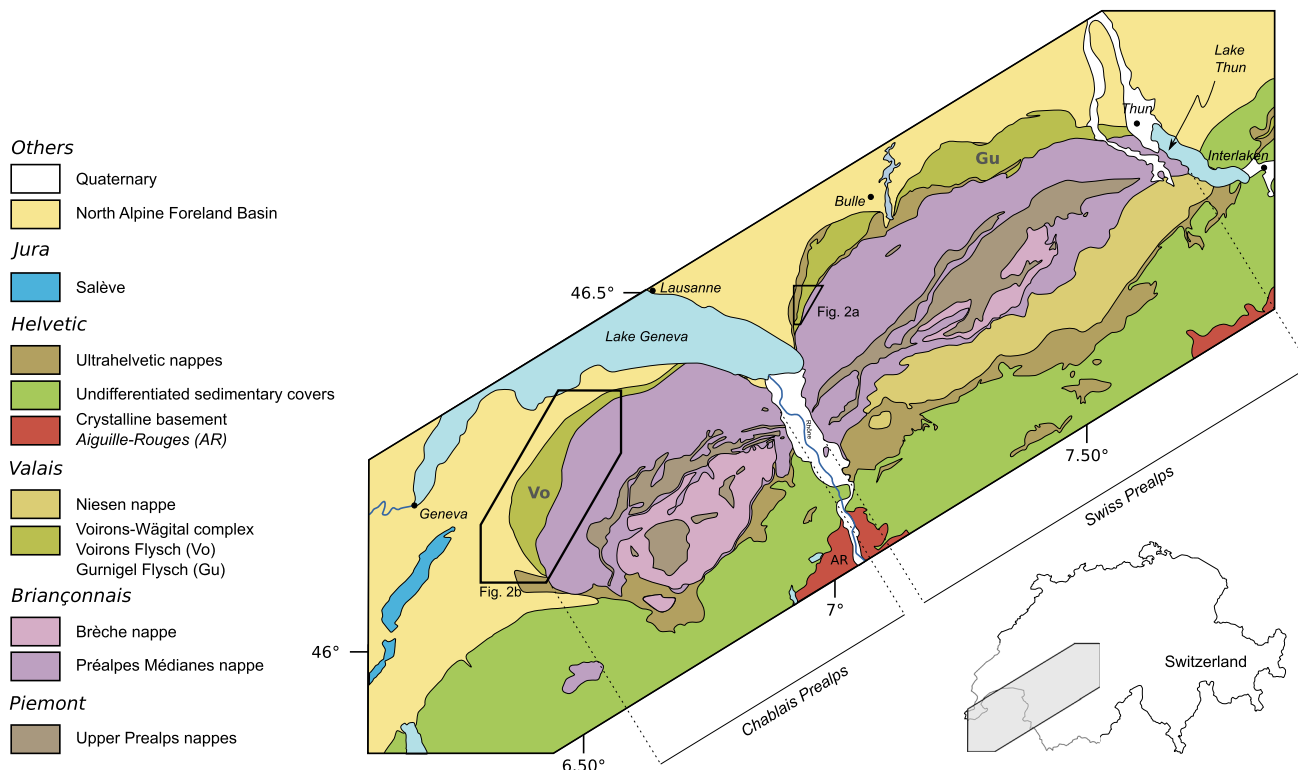 Others
Quaternary
North Alpine Foreland Basin
Jura
Salève
Helvetic
Ultrahelvetic nappes
Undifferentiated sedimentary covers
Crystalline basement
Aiguille-Rouges (AR)
Valais
Niesen nappe
Voirons-Wägital complex
Voirons Flysch (Vo)
Gurnigel Flysch (Gu)
Briançonnais
Brèche nappe
Préalpes Médianes nappe
Piemont
Upper Prealps nappes
Lake
Thun
Thun
Interlaken
Gu
Bulle
46.5°
Lausanne
Fig. 2a
Lake Geneva
Rhône
7.50°
Swiss Prealps
Vo
Geneva
AR
Fig. 2b
7°
46°
Switzerland
Chablais Prealps
6.50°